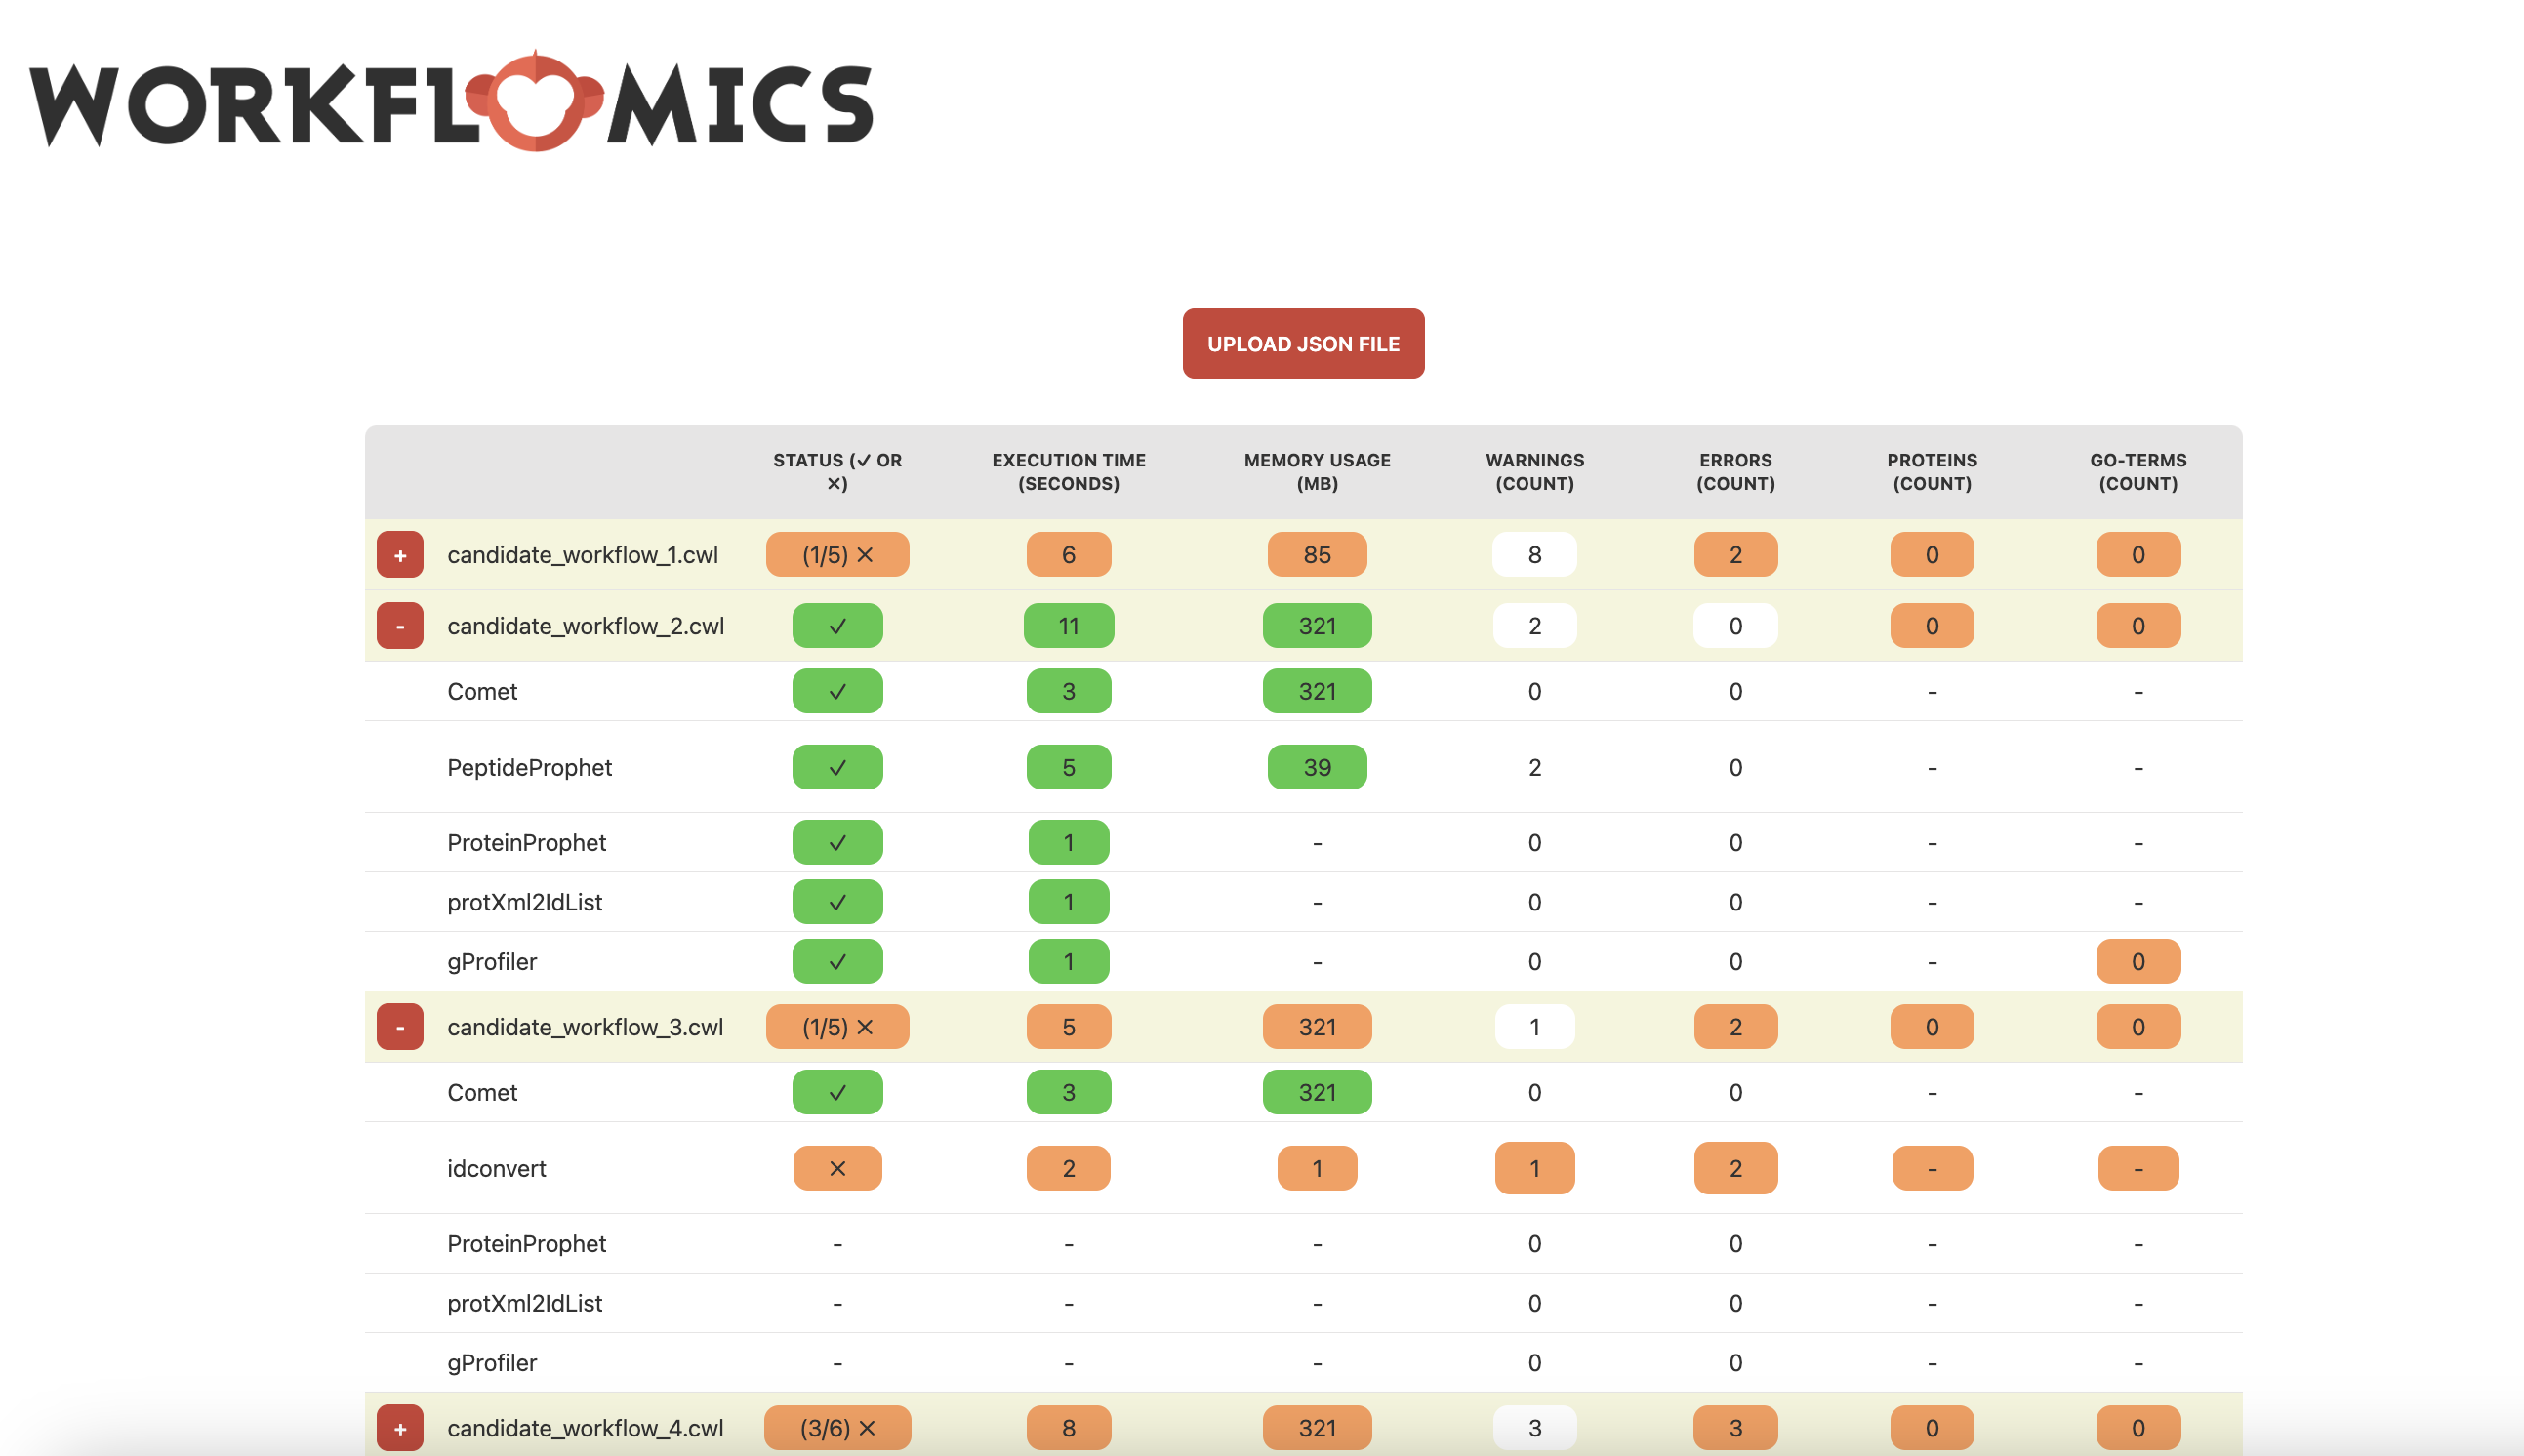 WORKFLOMICS
UPLOAD JSON FILE
STATUS (✓ OR ✕) EXECUTION TIME (SECONDS) MEMORY USAGE (MB) WARNINGS (COUNT) ERRORS (COUNT) PROTEINS (COUNT) GO-TERMS (COUNT)
+ candidate_workflow_1.cwl (1/5) ✕ 6 85 8 2 0 0
- candidate_workflow_2.cwl ✓ 11 321 2 0 0 0
Comet ✓ 3 321 0 0 - -
PeptideProphet ✓ 5 39 2 0 - -
ProteinProphet ✓ 1 - 0 0 - -
protXml2IdList ✓ 1 - 0 0 - -
gProfiler ✓ 1 - 0 0 - 0
- candidate_workflow_3.cwl (1/5) ✕ 5 321 1 2 0 0
Comet ✓ 3 321 0 0 - -
idconvert ✕ 2 1 1 2 - -
ProteinProphet - - - 0 0 - -
protXml2IdList - - - 0 0 - -
gProfiler - - - 0 0 - -
+ candidate_workflow_4.cwl (3/6) ✕ 8 321 3 3 0 0